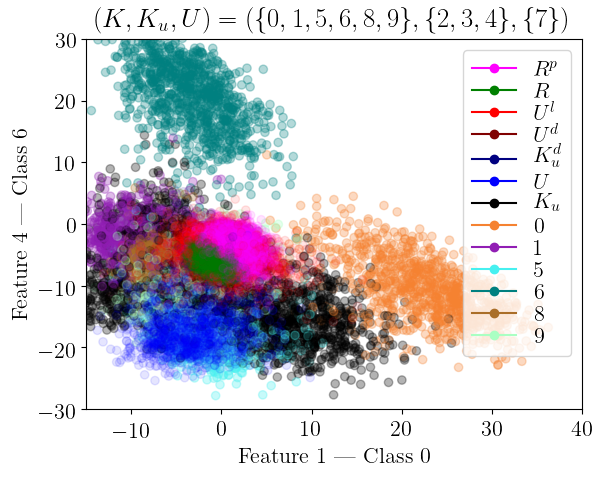 (K, K_u, U) = ({0, 1, 5, 6, 8, 9}, {2, 3, 4}, {7})
30
20
10
0
−10
−20
−30
Feature 4 — Class 6
R^p
R
U^l
U^d
K_u^d
U
K_u
0
1
5
6
8
9
−10
0
10
20
30
40
Feature 1 — Class 0